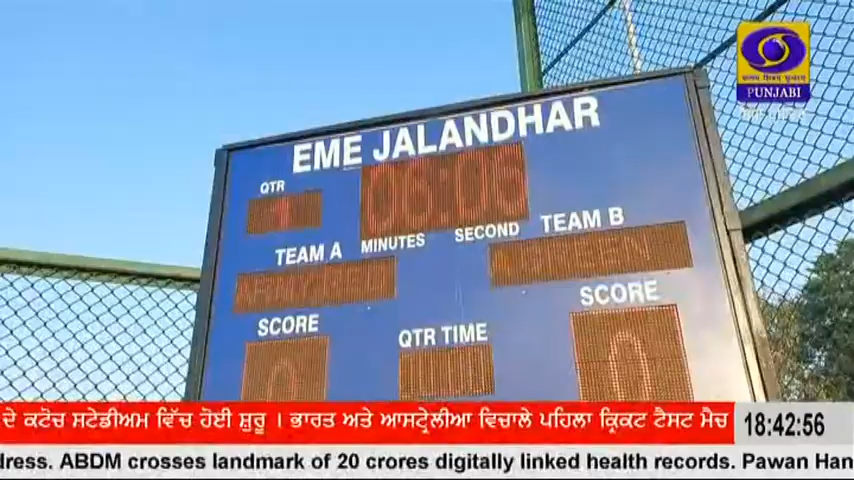 PUNJABI
EME JALANDHAR
QTR
06:06
MINUTES SECOND
TEAM A
TEAM B
SCORE
QTR TIME
SCORE
0
0
ਦੇ ਕਟੋਚ ਸਟੇਡੀਅਮ ਵਿੱਚ ਹੋਈ ਸ਼ੁਰੂ । ਭਾਰਤ ਅਤੇ ਆਸਟ੍ਰੇਲੀਆ ਵਿਚਾਲੇ ਪਹਿਲਾ ਕ੍ਰਿਕਟ ਟੈਸਟ ਮੈਚ
18:42:56
dress. ABDM crosses landmark of 20 crores digitally linked health records. Pawan Han